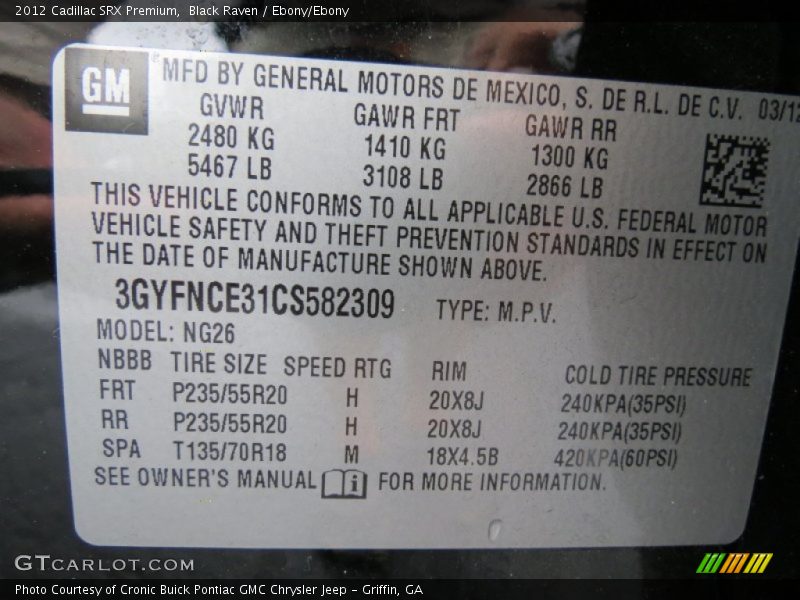 2012 Cadillac SRX Premium, Black Raven / Ebony/Ebony
GM
MFD BY GENERAL MOTORS DE MEXICO, S. DE R.L. DE C.V. 03/12
GVWR GAWR FRT GAWR RR
2480 KG 1410 KG 1300 KG
5467 LB 3108 LB 2866 LB
THIS VEHICLE CONFORMS TO ALL APPLICABLE U.S. FEDERAL MOTOR
VEHICLE SAFETY AND THEFT PREVENTION STANDARDS IN EFFECT ON
THE DATE OF MANUFACTURE SHOWN ABOVE.
3GYFNCE31CS582309 TYPE: M.P.V.
MODEL: NG26
NBBB TIRE SIZE SPEED RTG RIM COLD TIRE PRESSURE
FRT P235/55R20 H 20X8J 240KPA(35PSI)
RR P235/55R20 H 20X8J 240KPA(35PSI)
SPA T135/70R18 M 18X4.5B 420KPA(60PSI)
SEE OWNER'S MANUAL i FOR MORE INFORMATION.
GTCARLOT.COM
Photo Courtesy of Cronic Buick Pontiac GMC Chrysler Jeep - Griffin, GA